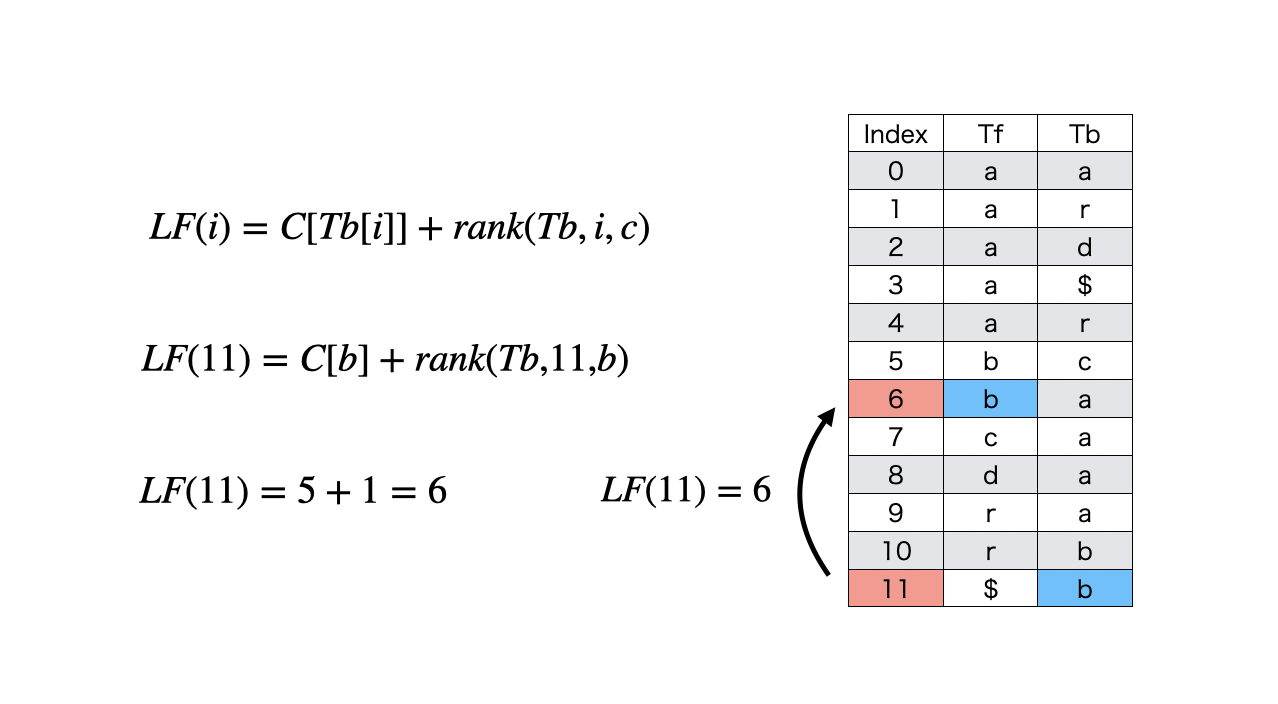 LF(i) = C[Tb[i]] + rank(Tb, i, c)
LF(11) = C[b] + rank(Tb,11,b)
LF(11) = 5 + 1 = 6
LF(11) = 6
Index Tf Tb
0 a a
1 a r
2 a d
3 a $
4 a r
5 b c
6 b a
7 c a
8 d a
9 r a
10 r b
11 $ b